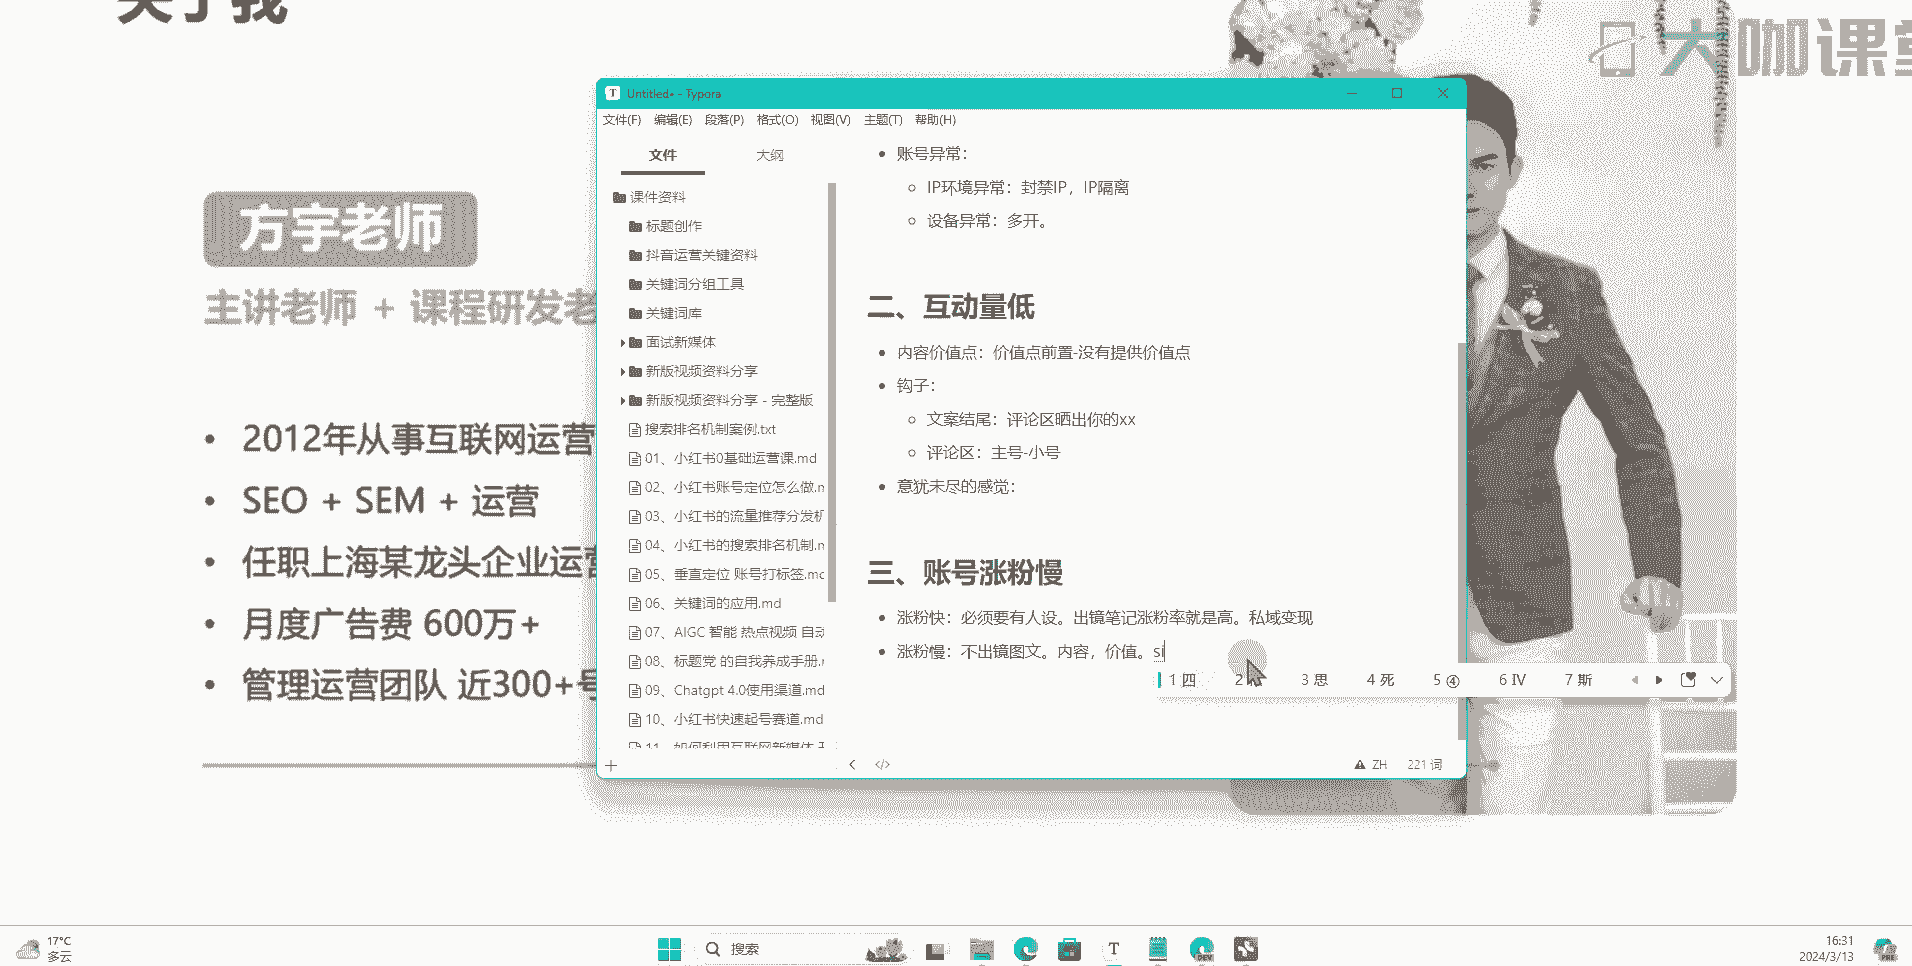 关于我
大咖课堂
方宇老师
主讲老师 + 课程研发老
2012年从事互联网运营
SEO + SEM + 运营
任职上海某龙头企业运营
月度广告费 600万+
管理运营团队 近300+号
Untitled• - Typora
文件(F) 编辑(E) 段落(P) 格式(O) 视图(V) 主题(T) 帮助(H)
文件 大纲
课件资料
标题创作
抖音运营关键资料
关键词分组工具
关键词库
面试新媒体
新版视频资料分享
新版视频资料分享 - 完整版
搜索排名机制案例.txt
01、小红书0基础运营课.md
02、小红书账号定位怎么做.m
03、小红书的流量推荐分发机
04、小红书的搜索排名机制.m
05、垂直定位 账号打标签.md
06、关键词的应用.md
07、AIGC 智能 热点视频 自动
08、标题党 的自我养成手册.m
09、Chatgpt 4.0使用渠道.md
10、小红书快速起号赛道.md
11、如何利用互联网新媒体
账号异常：
IP环境异常：封禁IP，IP隔离
设备异常：多开。
二、互动量低
内容价值点：价值点前置-没有提供价值点
钩子：
文案结尾：评论区晒出你的xx
评论区：主号-小号
意犹未尽的感觉：
三、账号涨粉慢
涨粉快：必须要有人设。出镜笔记涨粉率就是高。私域变现
涨粉慢：不出镜图文。内容，价值。si
1 四 2 3 思 4 死 5 ④ 6 Ⅳ 7 斯
ZH 221 词
17°C
多云
搜索
16:31
2024/3/13